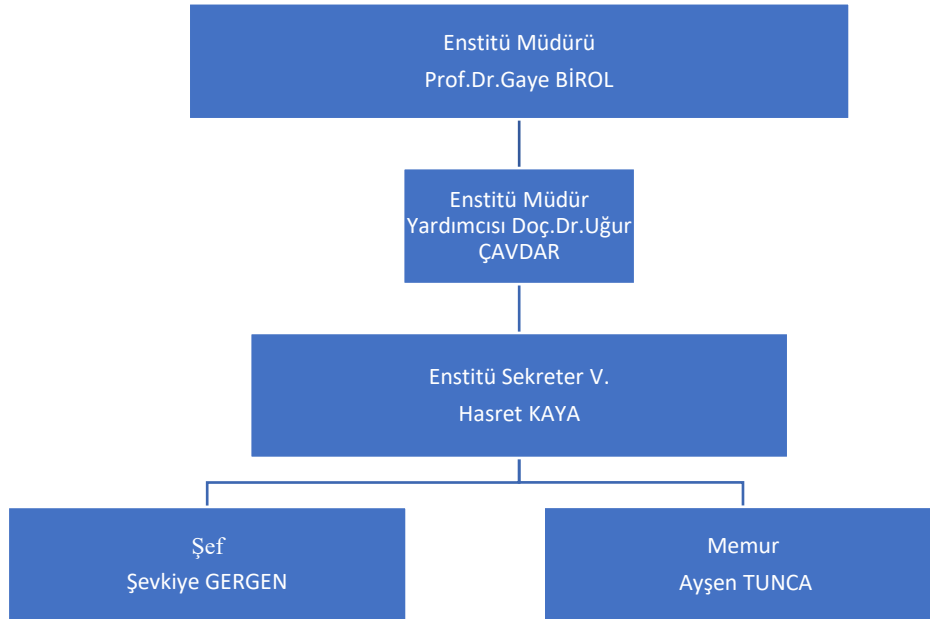 Enstitü Müdürü
Prof.Dr.Gaye BİROL
Enstitü Müdür
Yardımcısı Doç.Dr.Uğur
ÇAVDAR
Enstitü Sekreter V.
Hasret KAYA
Şef
Şevkiye GERGEN
Memur
Ayşen TUNCA